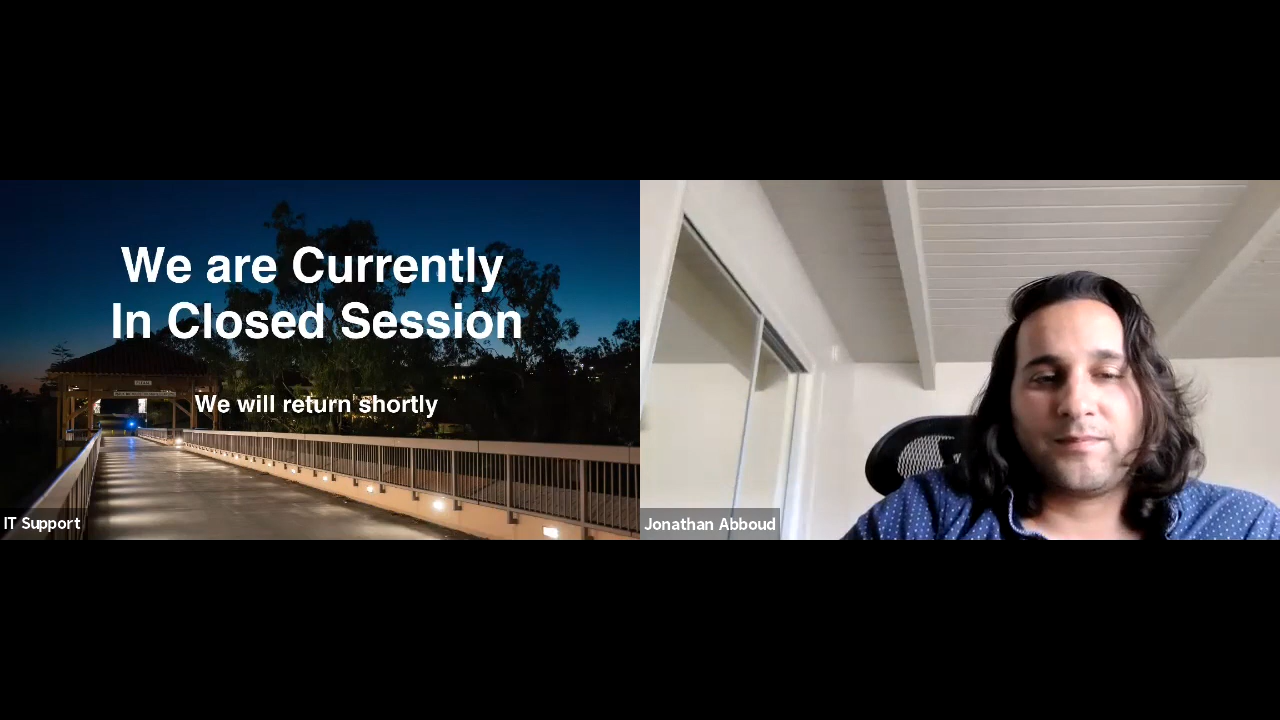 We are Currently
In Closed Session
We will return shortly
IT Support
Jonathan Abboud